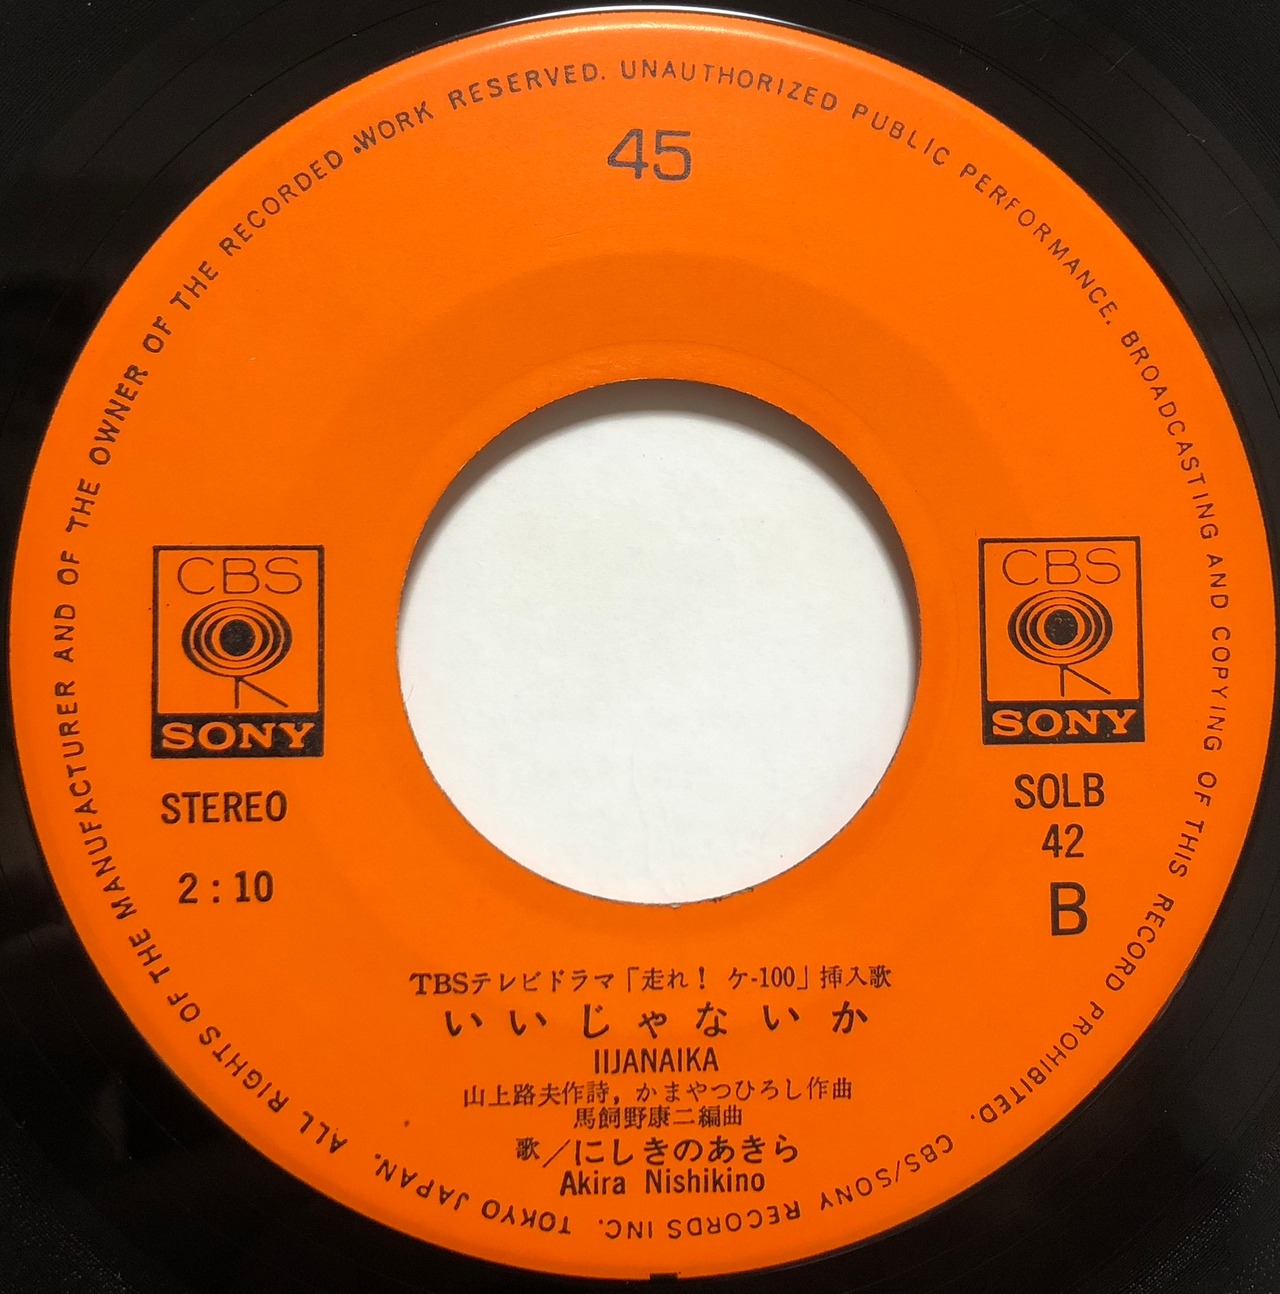 ALL RIGHTS OF THE MANUFACTURER AND OF THE OWNER OF THE RECORDED WORK RESERVED. UNAUTHORIZED PUBLIC PERFORMANCE. BROADCASTING AND COPYING OF THIS RECORD PROHIBITED. CBS/SONY RECORDS INC. TOKYO JAPAN.
45
CBS
SONY
STEREO
2:10
CBS
SONY
SOLB
42
B
TBSテレビドラマ「走れ! ケ-100」挿入歌
いいじゃないか
IIJANAIKA
山上路夫作詩,かまやつひろし作曲
馬飼野康二編曲
歌/にしきのあきら
Akira Nishikino